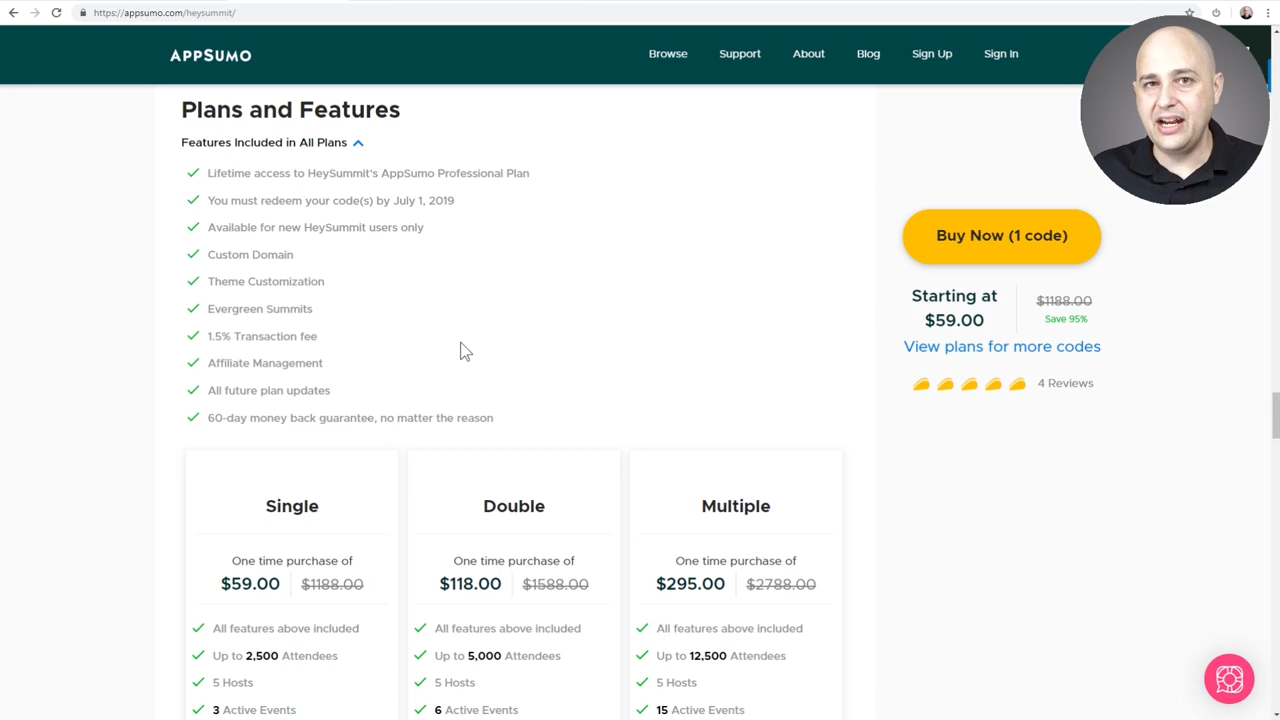 https://appsumo.com/heysummit/
APPSUMO
Browse
Support
About
Blog
Sign Up
Sign In
Plans and Features
Features Included in All Plans
Lifetime access to HeySummit's AppSumo Professional Plan
You must redeem your code(s) by July 1, 2019
Available for new HeySummit users only
Custom Domain
Theme Customization
Evergreen Summits
1.5% Transaction fee
Affiliate Management
All future plan updates
60-day money back guarantee, no matter the reason
Buy Now (1 code)
Starting at
$59.00
$1188.00
Save 95%
View plans for more codes
4 Reviews
Single
One time purchase of
$59.00
$1188.00
All features above included
Up to 2,500 Attendees
5 Hosts
3 Active Events
Double
One time purchase of
$118.00
$1588.00
All features above included
Up to 5,000 Attendees
5 Hosts
6 Active Events
Multiple
One time purchase of
$295.00
$2788.00
All features above included
Up to 12,500 Attendees
5 Hosts
15 Active Events